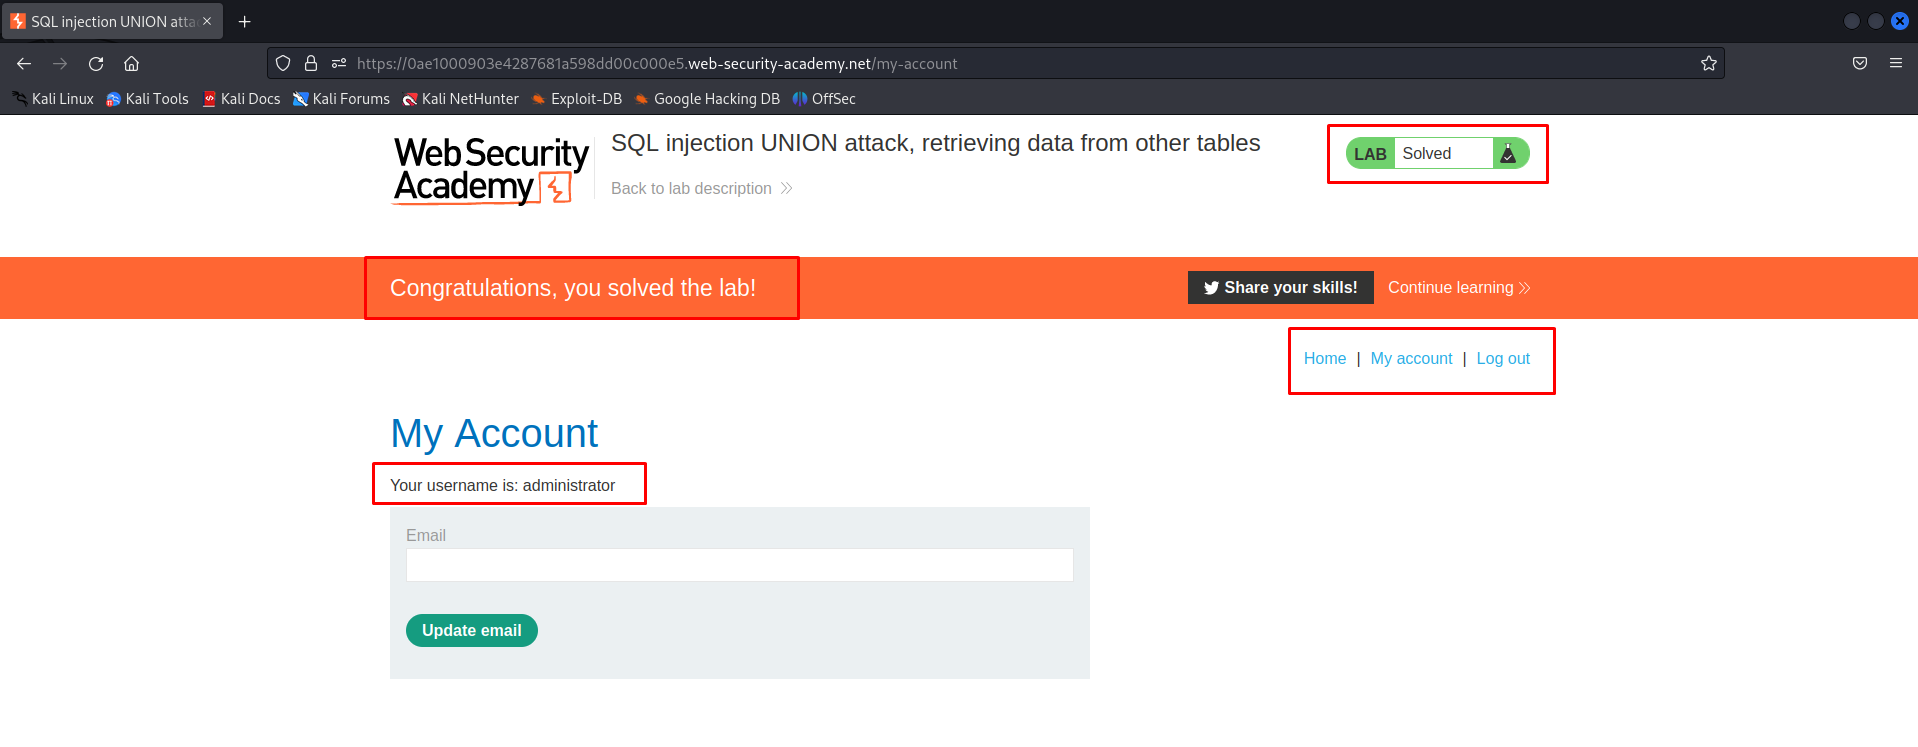 SQL injection UNION atta
https://0ae1000903e4287681a598dd00c000e5.web-security-academy.net/my-account
Kali Linux Kali Tools Kali Docs Kali Forums Kali NetHunter Exploit-DB Google Hacking DB OffSec
Web Security
Academy
SQL injection UNION attack, retrieving data from other tables
Back to lab description
LAB Solved
Congratulations, you solved the lab!
Share your skills! Continue learning
Home | My account | Log out
My Account
Your username is: administrator
Email
Update email